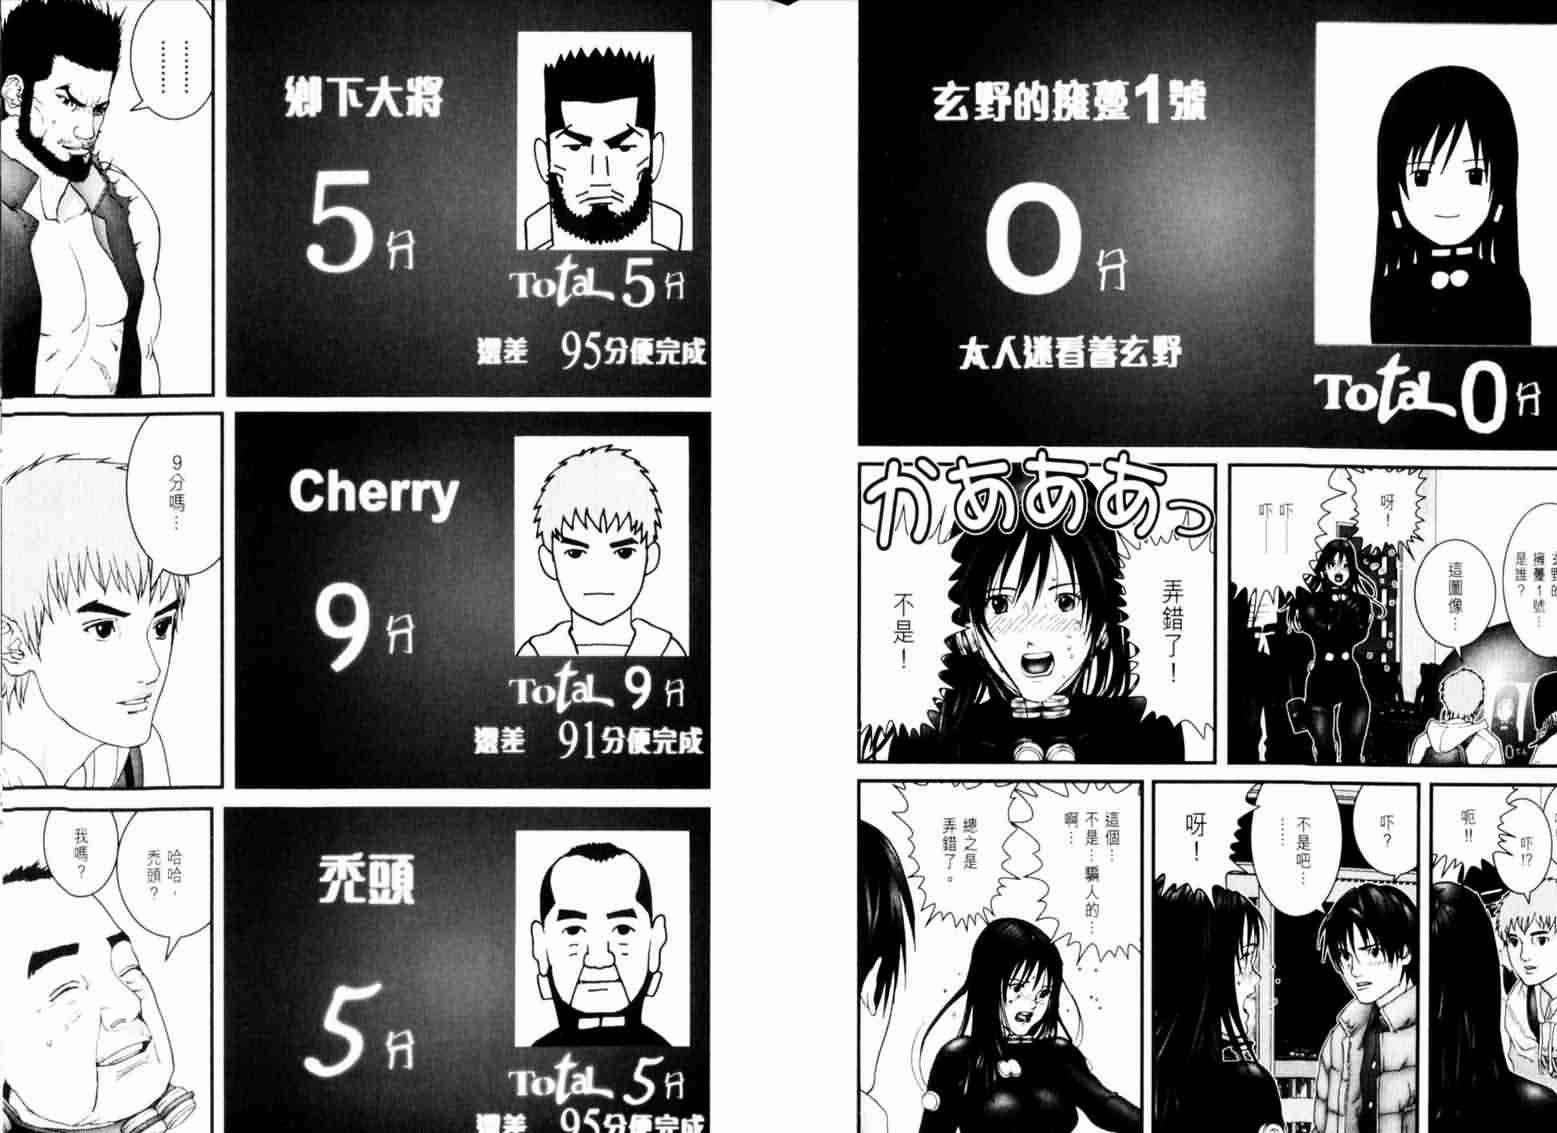 玄野的擁躉1號
0分
太人迷看著玄野
Total 0分
玄野的
擁躉1號…
是誰？
這圖像…
呀！
吓
吓
かあああっ
弄錯了！
不是！
呃!!
吓!?
吓？
不是吧…
……
呀！
這個…
不是…騙人的…
啊…
總之是
弄錯了。
鄉下大將
5分
Total 5分
還差 95分便完成
………………
Cherry
9分
Total 9分
還差 91分便完成
9分嗎…
禿頭
5分
Total 5分
還差 95分便完成
哈哈，
禿頭？
我嗎？